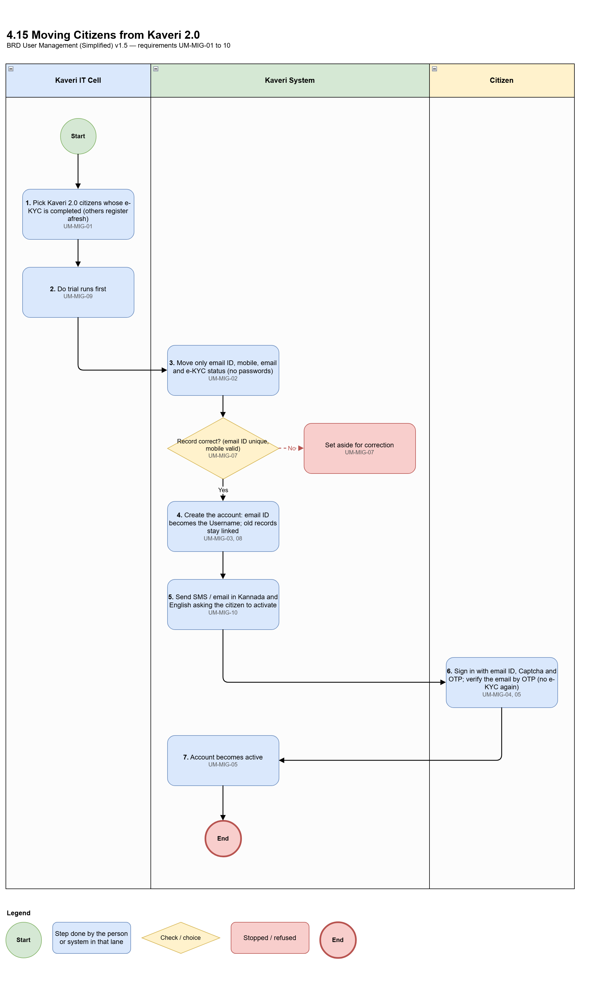 4.15 Moving Citizens from Kaveri 2.0
BRD User Management (Simplified) v1.5 — requirements UM-MIG-01 to 10
Kaveri IT Cell
Kaveri System
Citizen
Start
1. Pick Kaveri 2.0 citizens whose e-
KYC is completed (others register
afresh)
UM-MIG-01
2. Do trial runs first
UM-MIG-09
3. Move only email ID, mobile, email
and e-KYC status (no passwords)
UM-MIG-02
Record correct? (email ID unique,
mobile valid)
UM-MIG-07
No
Set aside for correction
UM-MIG-07
Yes
4. Create the account: email ID
becomes the Username; old records
stay linked
UM-MIG-03, 08
5. Send SMS / email in Kannada and
English asking the citizen to activate
UM-MIG-10
6. Sign in with email ID, Captcha and
OTP; verify the email by OTP (no e-
KYC again)
UM-MIG-04, 05
7. Account becomes active
UM-MIG-05
End
Legend
Start
Step done by the person
or system in that lane
Check / choice
Stopped / refused
End